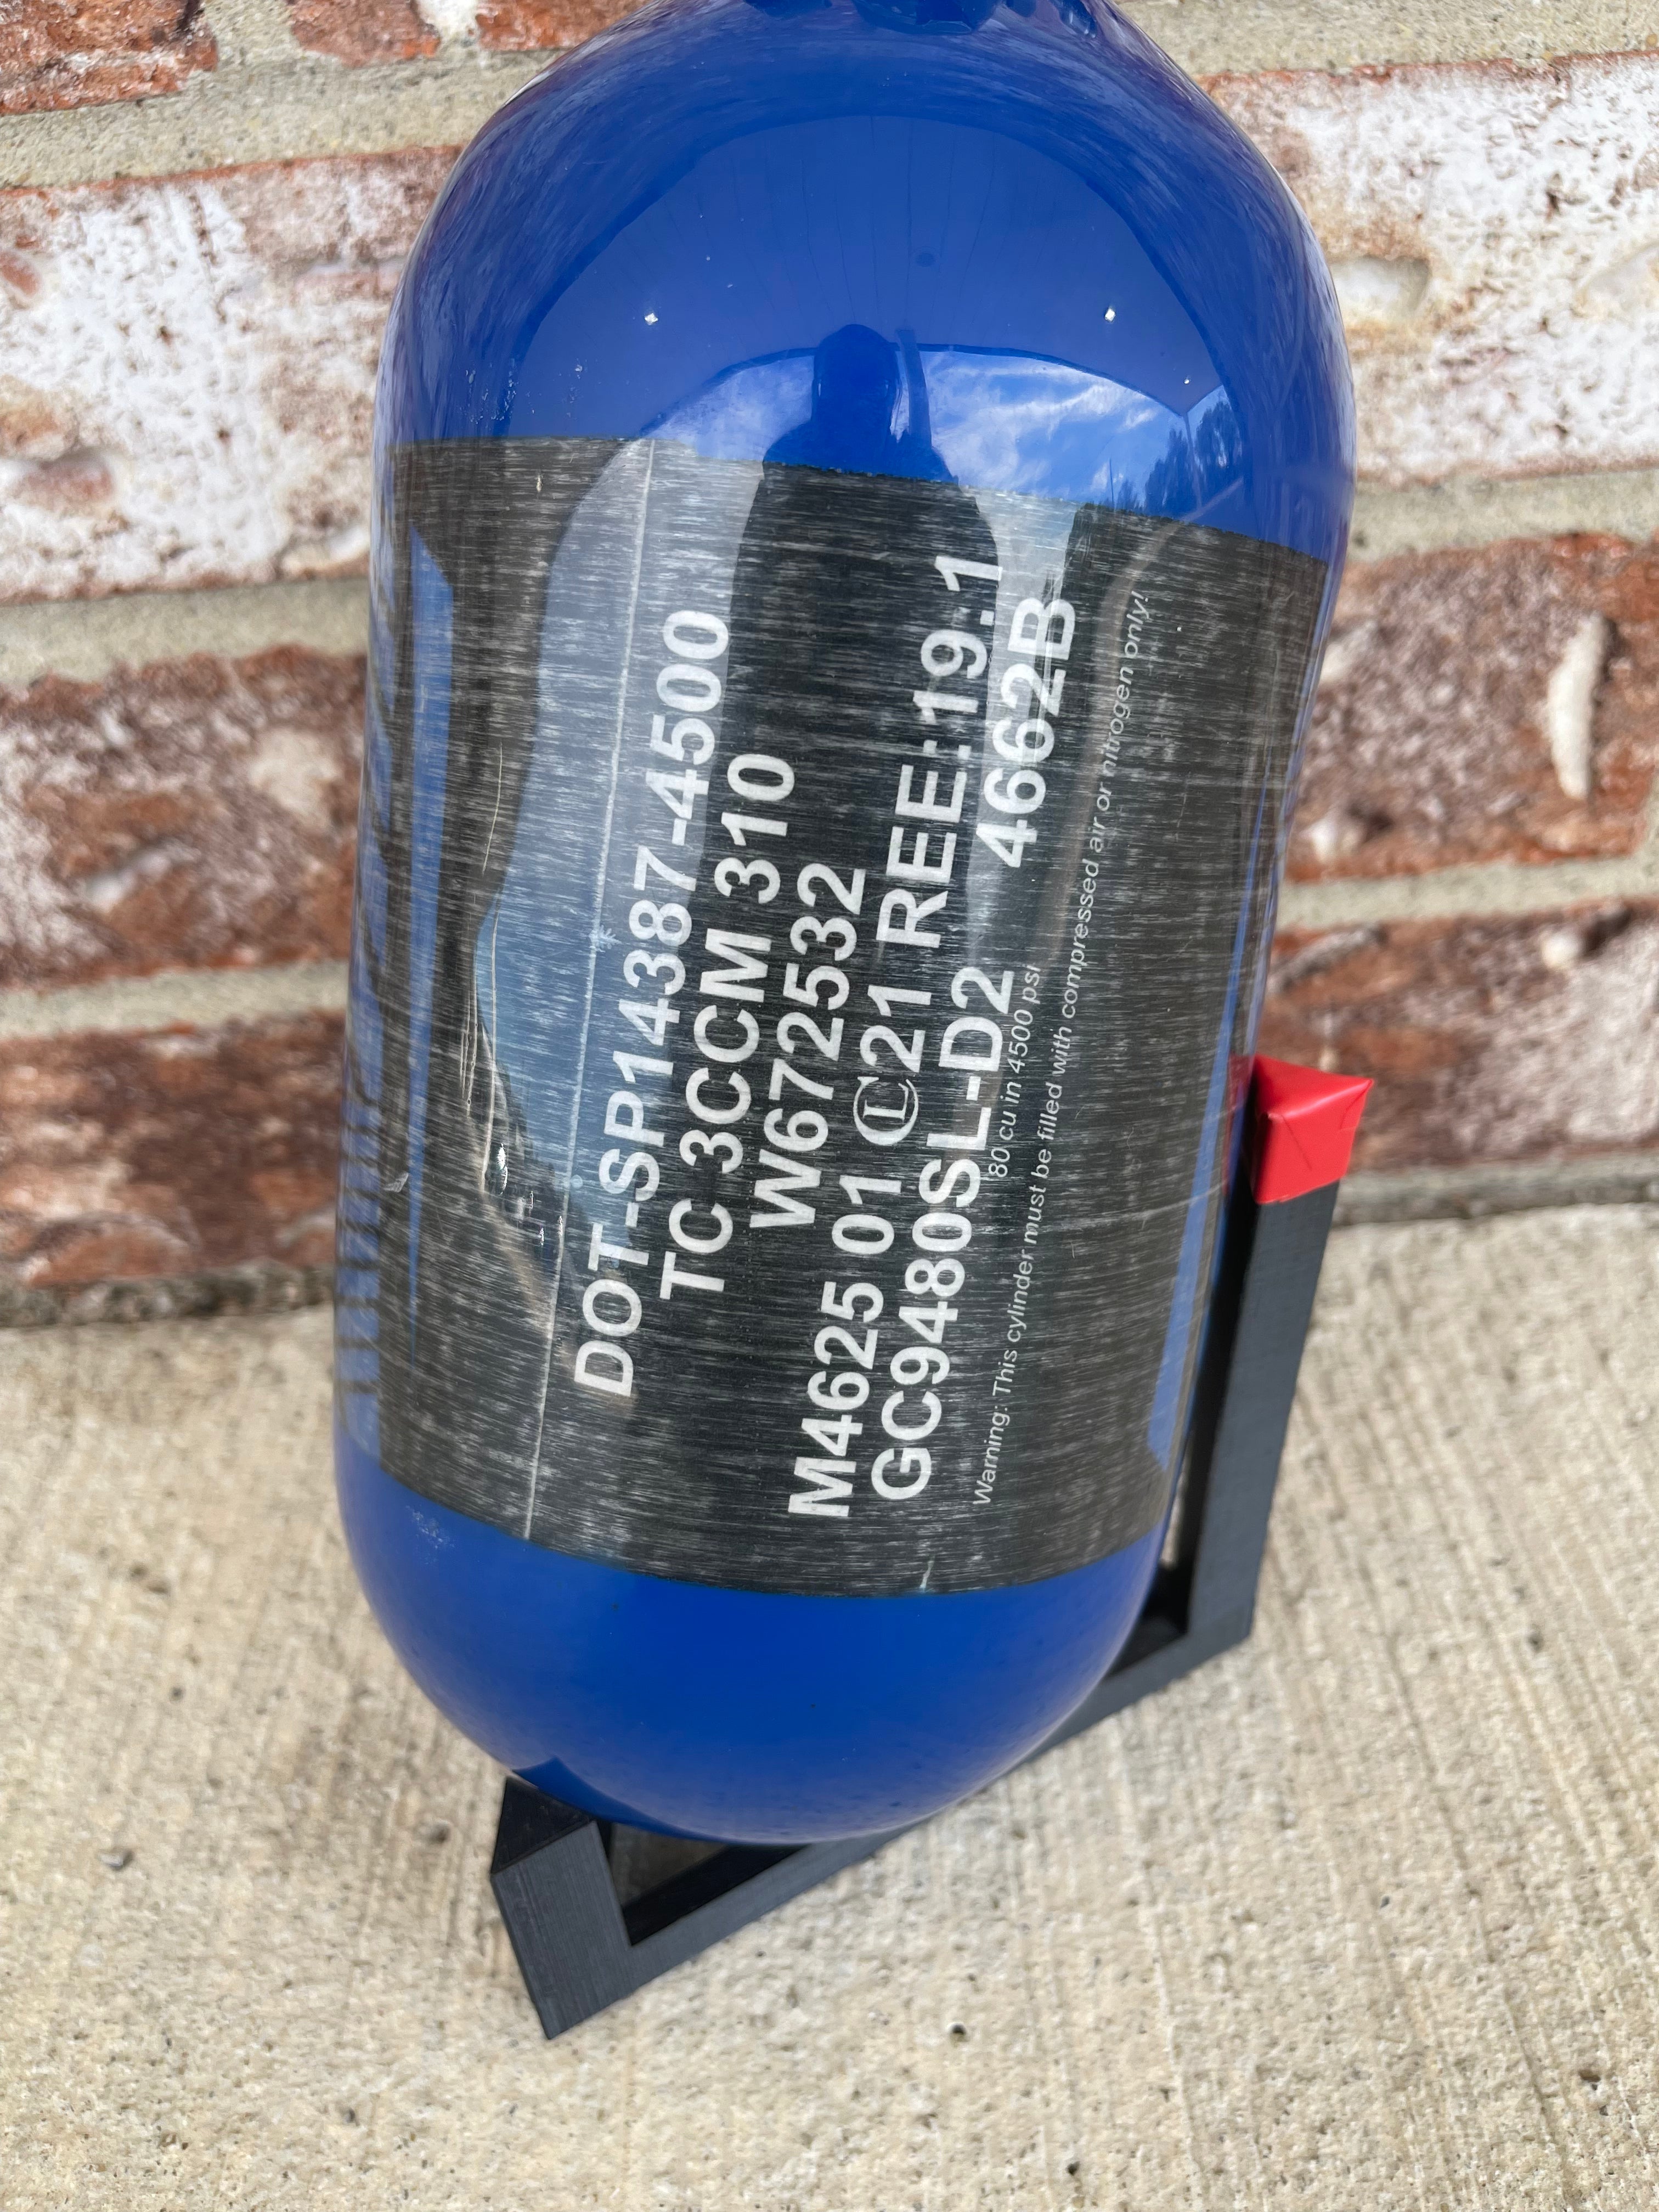 DOT-SP14387-4500
TC 3CCM 310
W672532
M4625 01 Ⓛ 21 REE:19.1
GC9480SL-D2 4662B
80 cu in 4500 psi
Warning: This cylinder must be filled with compressed air or nitrogen only!